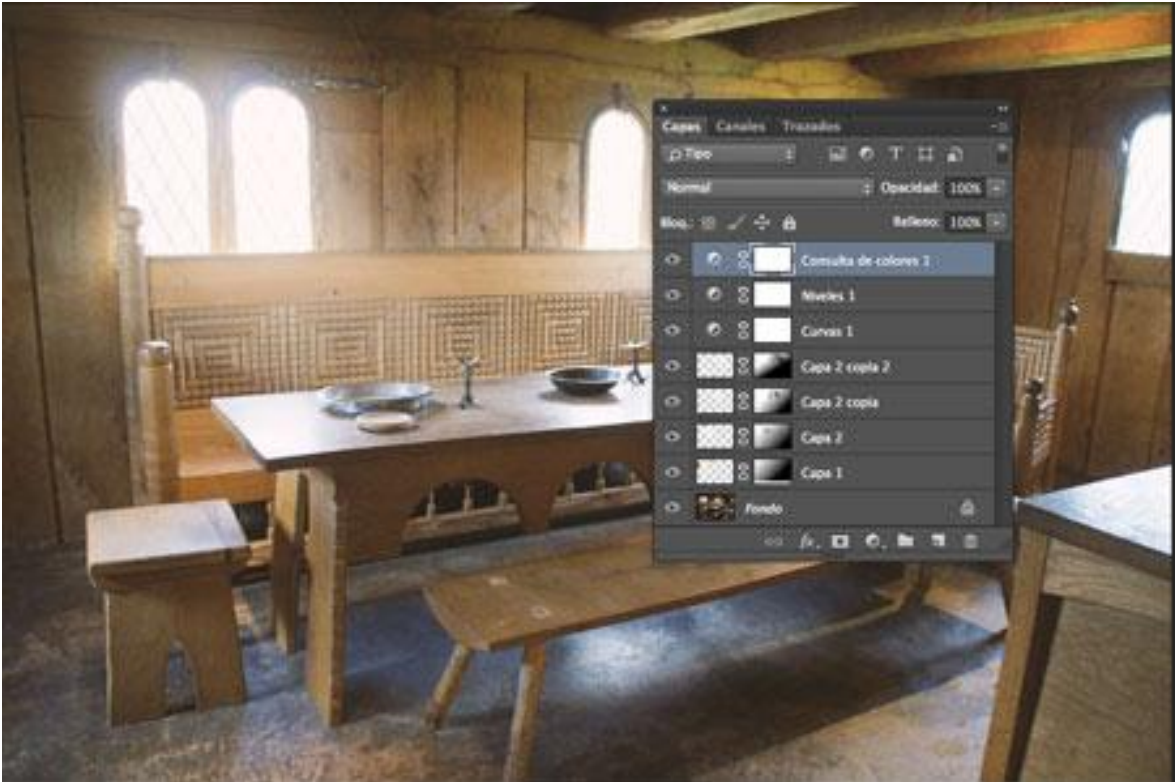 Capas Canales Trazados
Tipo
Normal Opacidad: 100%
Bloq.: Relleno: 100%
Consulta de colores 1
Niveles 1
Curvas 1
Capa 2 copia 2
Capa 2 copia
Capa 2
Capa 1
Fondo
fx